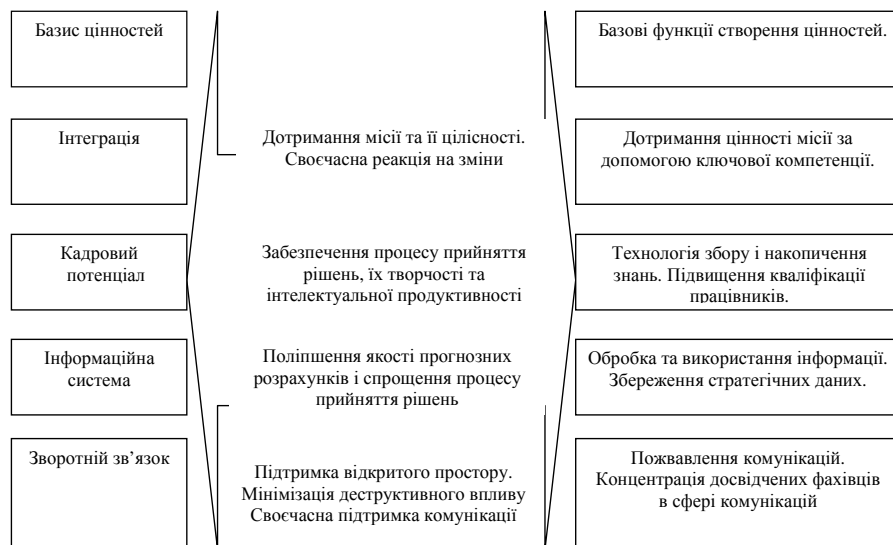 Базис цінностей
Базові функції створення цінностей.
Інтеграція
Дотримання місії та її цілісності.
Своєчасна реакція на зміни
Дотримання цінності місії за
допомогою ключової компетенції.
Кадровий
потенціал
Забезпечення процесу прийняття
рішень, їх творчості та
інтелектуальної продуктивності
Технологія збору і накопичення
знань. Підвищення кваліфікації
працівників.
Інформаційна
система
Поліпшення якості прогнозних
розрахунків і спрощення процесу
прийняття рішень
Обробка та використання інформації.
Збереження стратегічних даних.
Зворотній зв’язок
Підтримка відкритого простору.
Мінімізація деструктивного впливу
Своєчасна підтримка комунікації
Пожвавлення комунікацій.
Концентрація досвідчених фахівців
в сфері комунікацій